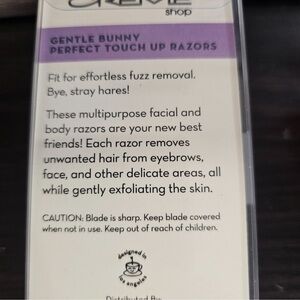 CRÈME
shop
GENTLE BUNNY
PERFECT TOUCH UP RAZORS
Fit for effortless fuzz removal.
Bye, stray hares!
These multipurpose facial and
body razors are your new best
friends! Each razor removes
unwanted hair from eyebrows,
face, and other delicate areas, all
while gently exfoliating the skin.
CAUTION: Blade is sharp. Keep blade covered
when not in use. Keep out of reach of children.
designed in
los angeles
Distributed By